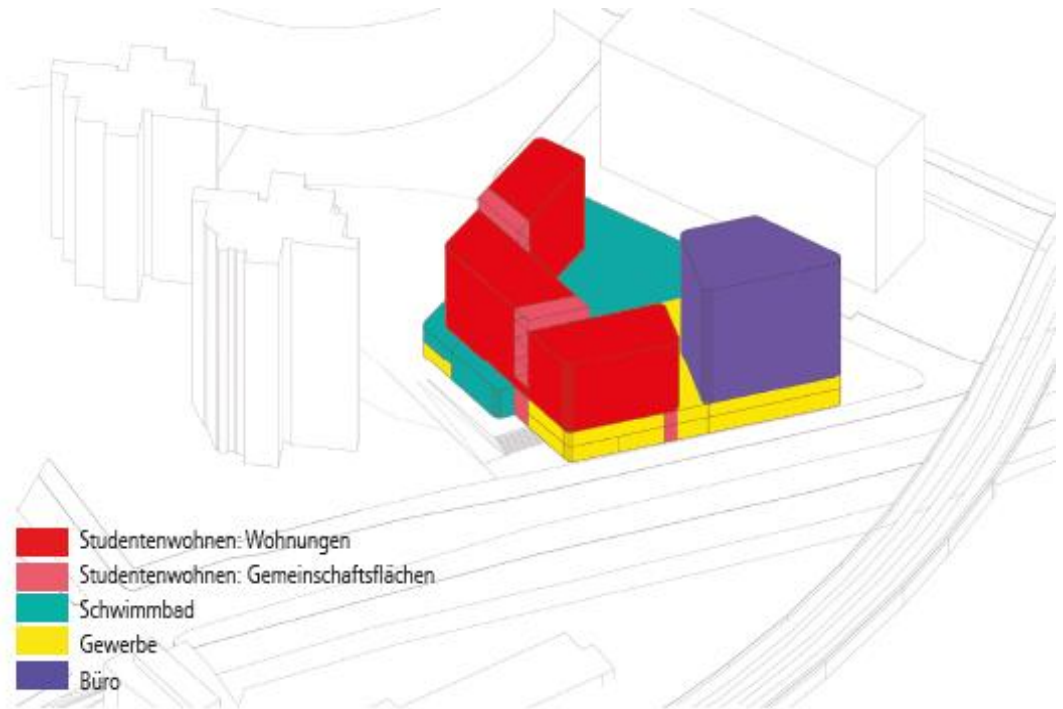 Studentenwohnen: Wohnungen
Studentenwohnen: Gemeinschaftsflächen
Schwimmbad
Gewerbe
Büro